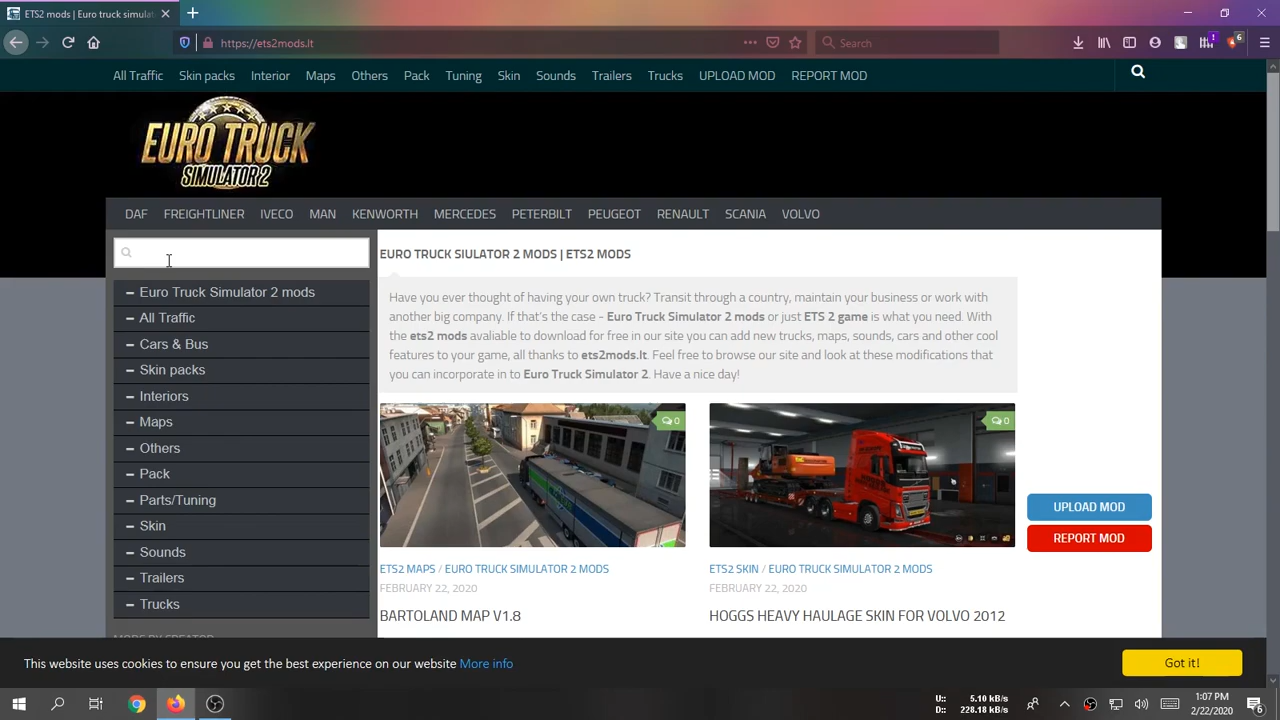 ETS2 mods | Euro truck simulat
https://ets2mods.lt
Search
!
6
All Traffic Skin packs Interior Maps Others Pack Tuning Skin Sounds Trailers Trucks UPLOAD MOD REPORT MOD
EURO TRUCK
SIMULATOR 2
DAF FREIGHTLINER IVECO MAN KENWORTH MERCEDES PETERBILT PEUGEOT RENAULT SCANIA VOLVO
Euro Truck Simulator 2 mods
All Traffic
Cars & Bus
Skin packs
Interiors
Maps
Others
Pack
Parts/Tuning
Skin
Sounds
Trailers
Trucks
MODS BY CREATOR
EURO TRUCK SIULATOR 2 MODS | ETS2 MODS
Have you ever thought of having your own truck? Transit through a country, maintain your business or work with
another big company. If that's the case - Euro Truck Simulator 2 mods or just ETS 2 game is what you need. With
the ets2 mods avaliable to download for free in our site you can add new trucks, maps, sounds, cars and other cool
features to your game, all thanks to ets2mods.lt. Feel free to browse our site and look at these modifications that
you can incorporate in to Euro Truck Simulator 2. Have a nice day!
0
0
ETS2 MAPS / EURO TRUCK SIMULATOR 2 MODS
FEBRUARY 22, 2020
BARTOLAND MAP V1.8
ETS2 SKIN / EURO TRUCK SIMULATOR 2 MODS
FEBRUARY 22, 2020
HOGGS HEAVY HAULAGE SKIN FOR VOLVO 2012
UPLOAD MOD
REPORT MOD
This website uses cookies to ensure you get the best experience on our website More info
Got it!
U: 5.10 kB/s
D: 228.18 kB/s
1:07 PM
2/22/2020
6